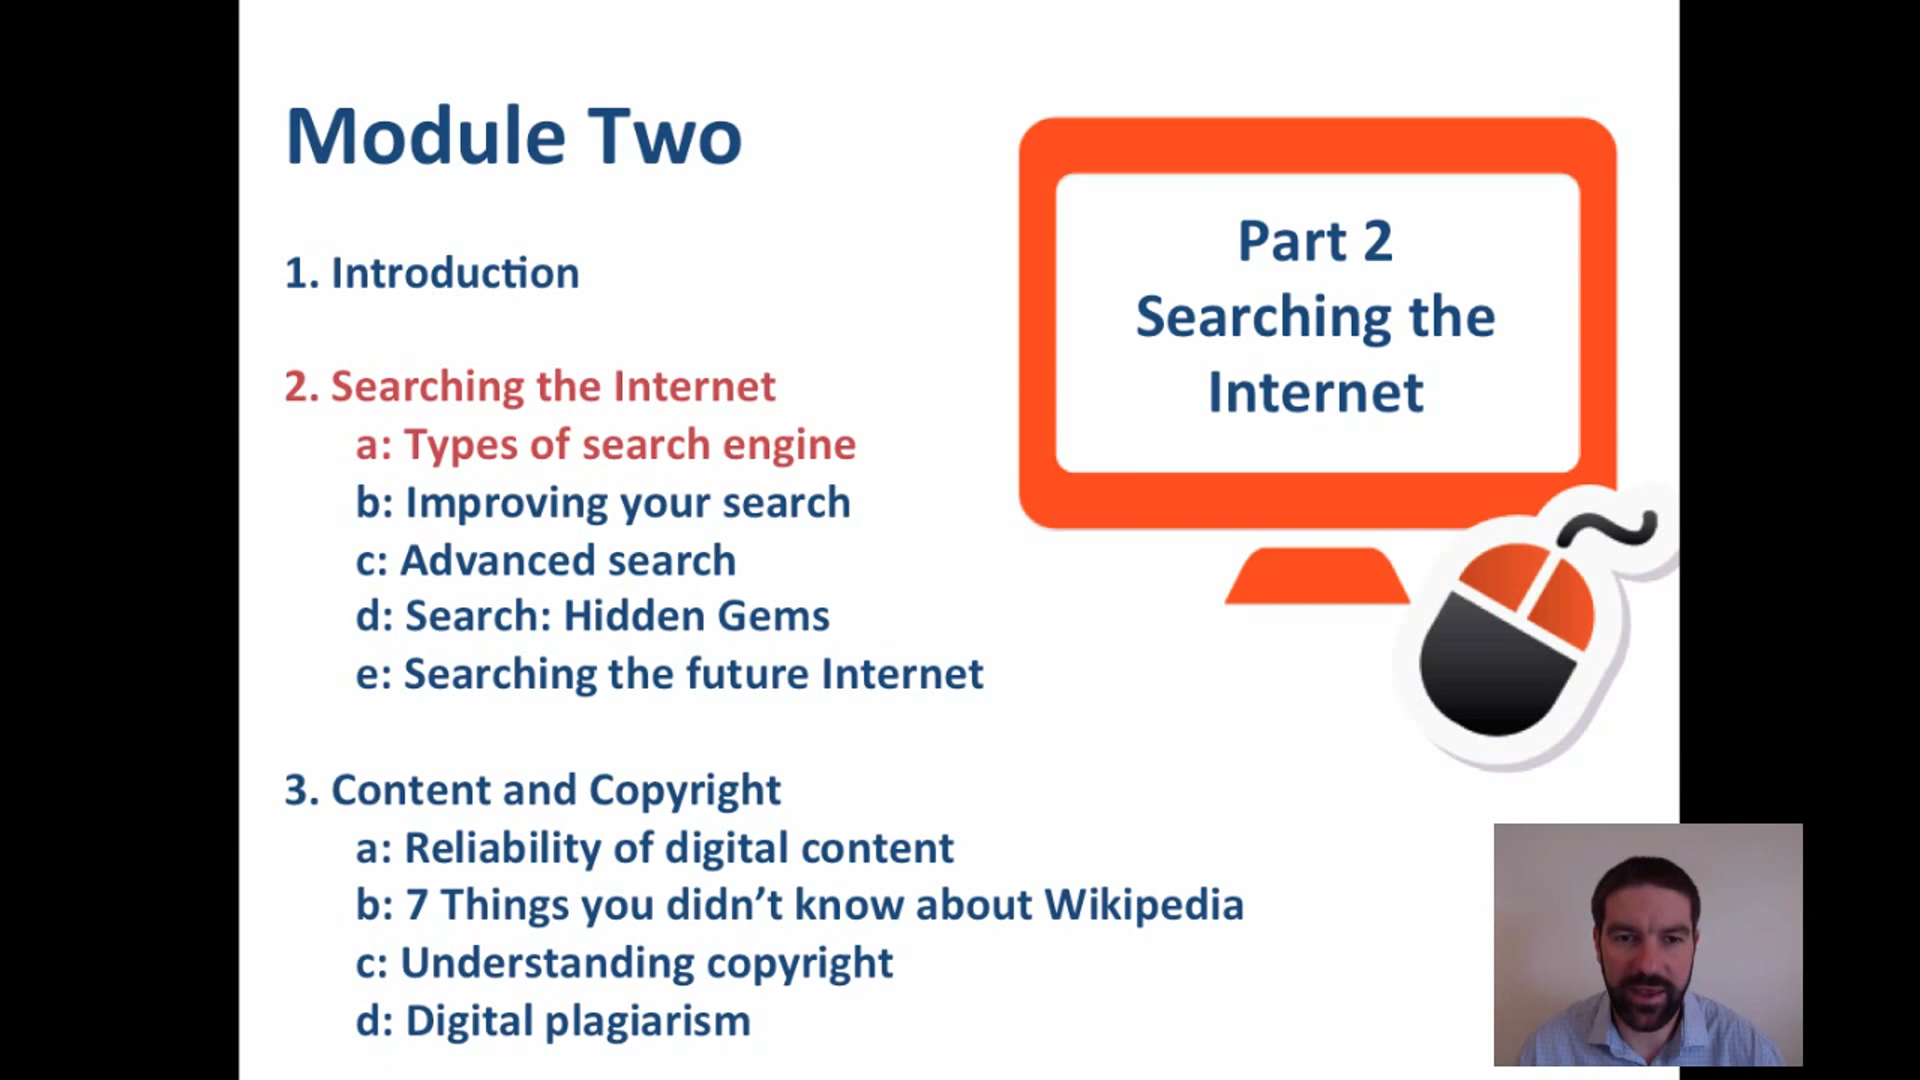 Module Two
1. Introduction
2. Searching the Internet
a: Types of search engine
b: Improving your search
c: Advanced search
d: Search: Hidden Gems
e: Searching the future Internet
3. Content and Copyright
a: Reliability of digital content
b: 7 Things you didn’t know about Wikipedia
c: Understanding copyright
d: Digital plagiarism
Part 2
Searching the
Internet